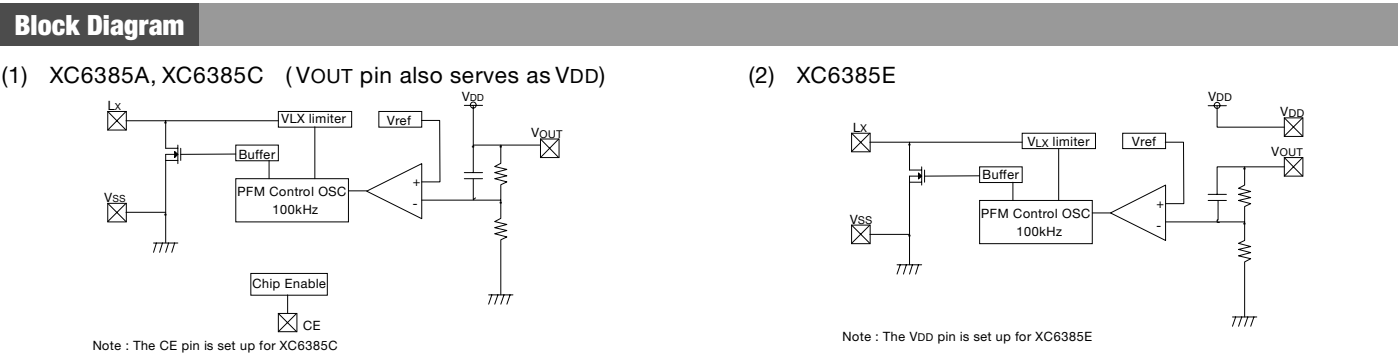 Block Diagram
(1) XC6385A, XC6385C (VOUT pin also serves as VDD)
LX
VLX limiter
Vref
VDD
VOUT
Buffer
+
-
PFM Control OSC
100kHz
VSS
Chip Enable
CE
Note : The CE pin is set up for XC6385C
(2) XC6385E
VDD
VDD
LX
VLX limiter
Vref
VOUT
Buffer
+
-
PFM Control OSC
100kHz
VSS
Note : The VDD pin is set up for XC6385E